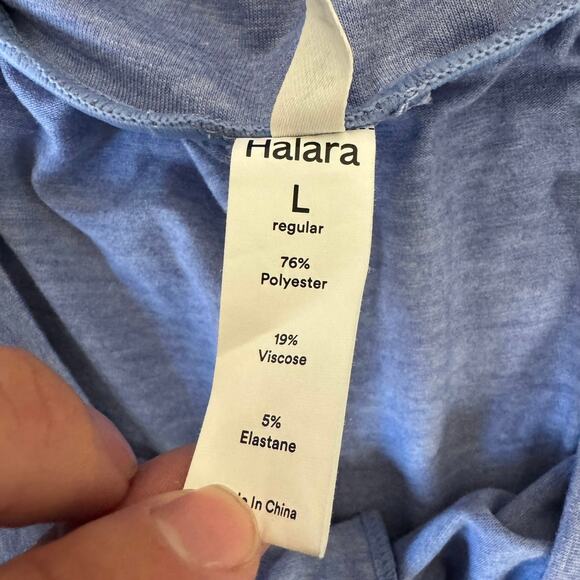 Halara
L
regular
76%
Polyester
19%
Viscose
5%
Elastane
In China